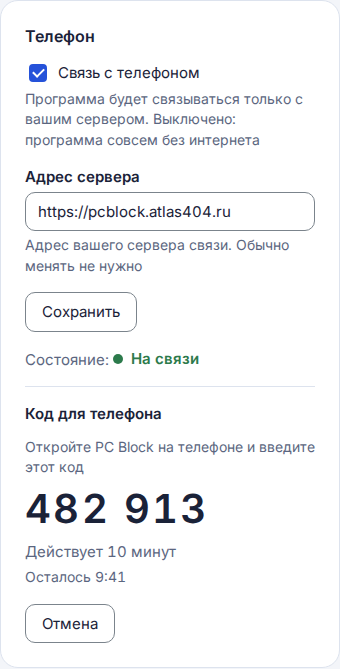 Телефон
Связь с телефоном
Программа будет связываться только с
вашим сервером. Выключено:
программа совсем без интернета
Адрес сервера
https://pcblock.atlas404.ru
Адрес вашего сервера связи. Обычно
менять не нужно
Сохранить
Состояние: На связи
Код для телефона
Откройте PC Block на телефоне и введите
этот код
482 913
Действует 10 минут
Осталось 9:41
Отмена